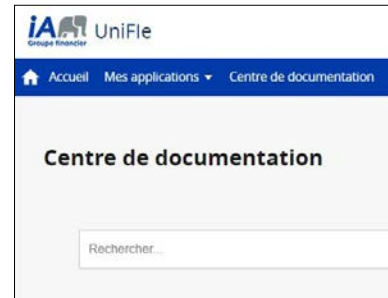 iA
Groupe financier
UniFle
Accueil Mes applications Centre de documentation
Centre de documentation
Rechercher...